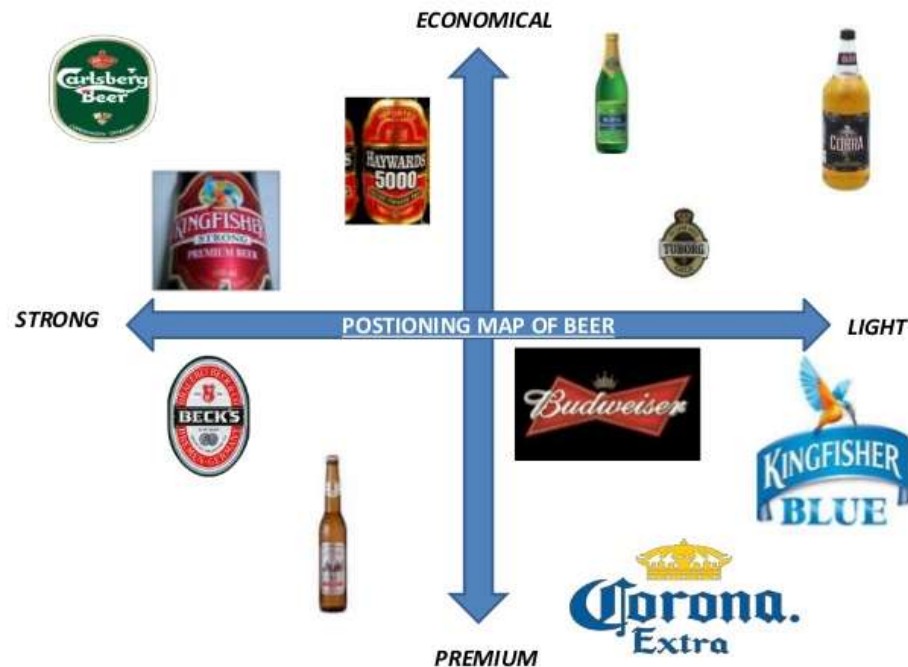 ECONOMICAL
Carlsberg
Beer
COBRA
HAYWARDS
5000
KINGFISHER
STRONG
PREMIUM BEER
TUBORG
STRONG
POSTIONING MAP OF BEER
LIGHT
BECK'S
Budweiser
KINGFISHER
BLUE
Corona.
Extra
PREMIUM